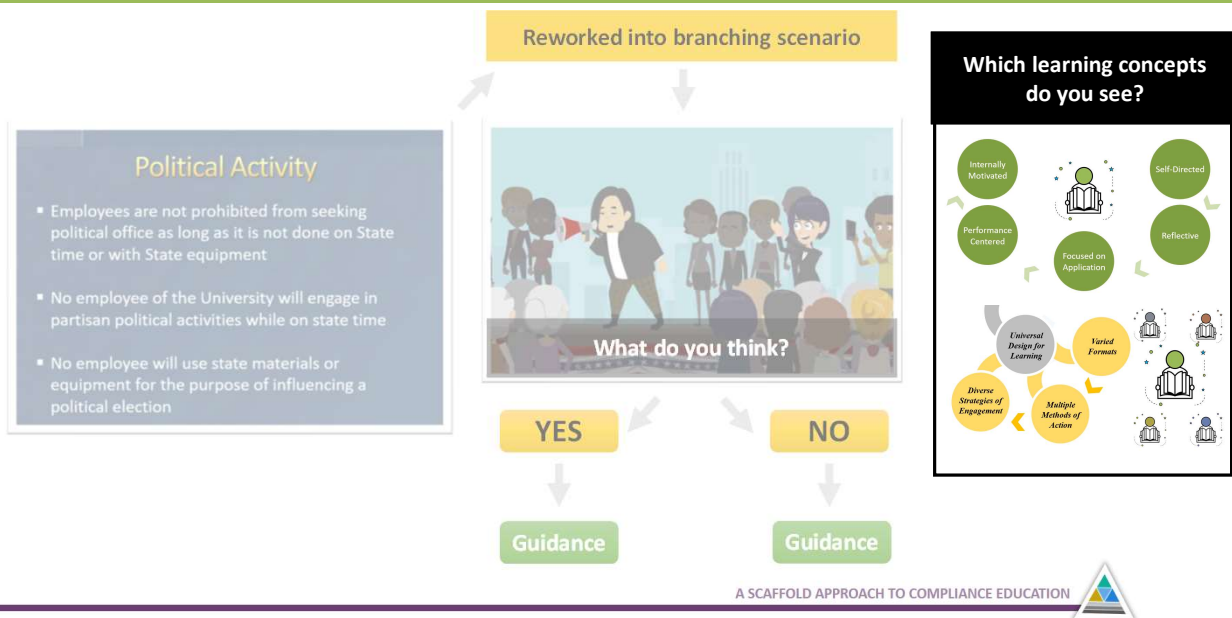 Reworked into branching scenario
Political Activity
▪ Employees are not prohibited from seeking
political office as long as it is not done on State
time or with State equipment
▪ No employee of the University will engage in
partisan political activities while on state time
▪ No employee will use state materials or
equipment for the purpose of influencing a
political election
What do you think?
YES
NO
Guidance
Guidance
Which learning concepts
do you see?
Internally
Motivated
Self-Directed
Performance
Centered
Reflective
Focused on
Application
Universal
Design for
Learning
Varied
Formats
Diverse
Strategies of
Engagement
Multiple
Methods of
Action
A SCAFFOLD APPROACH TO COMPLIANCE EDUCATION